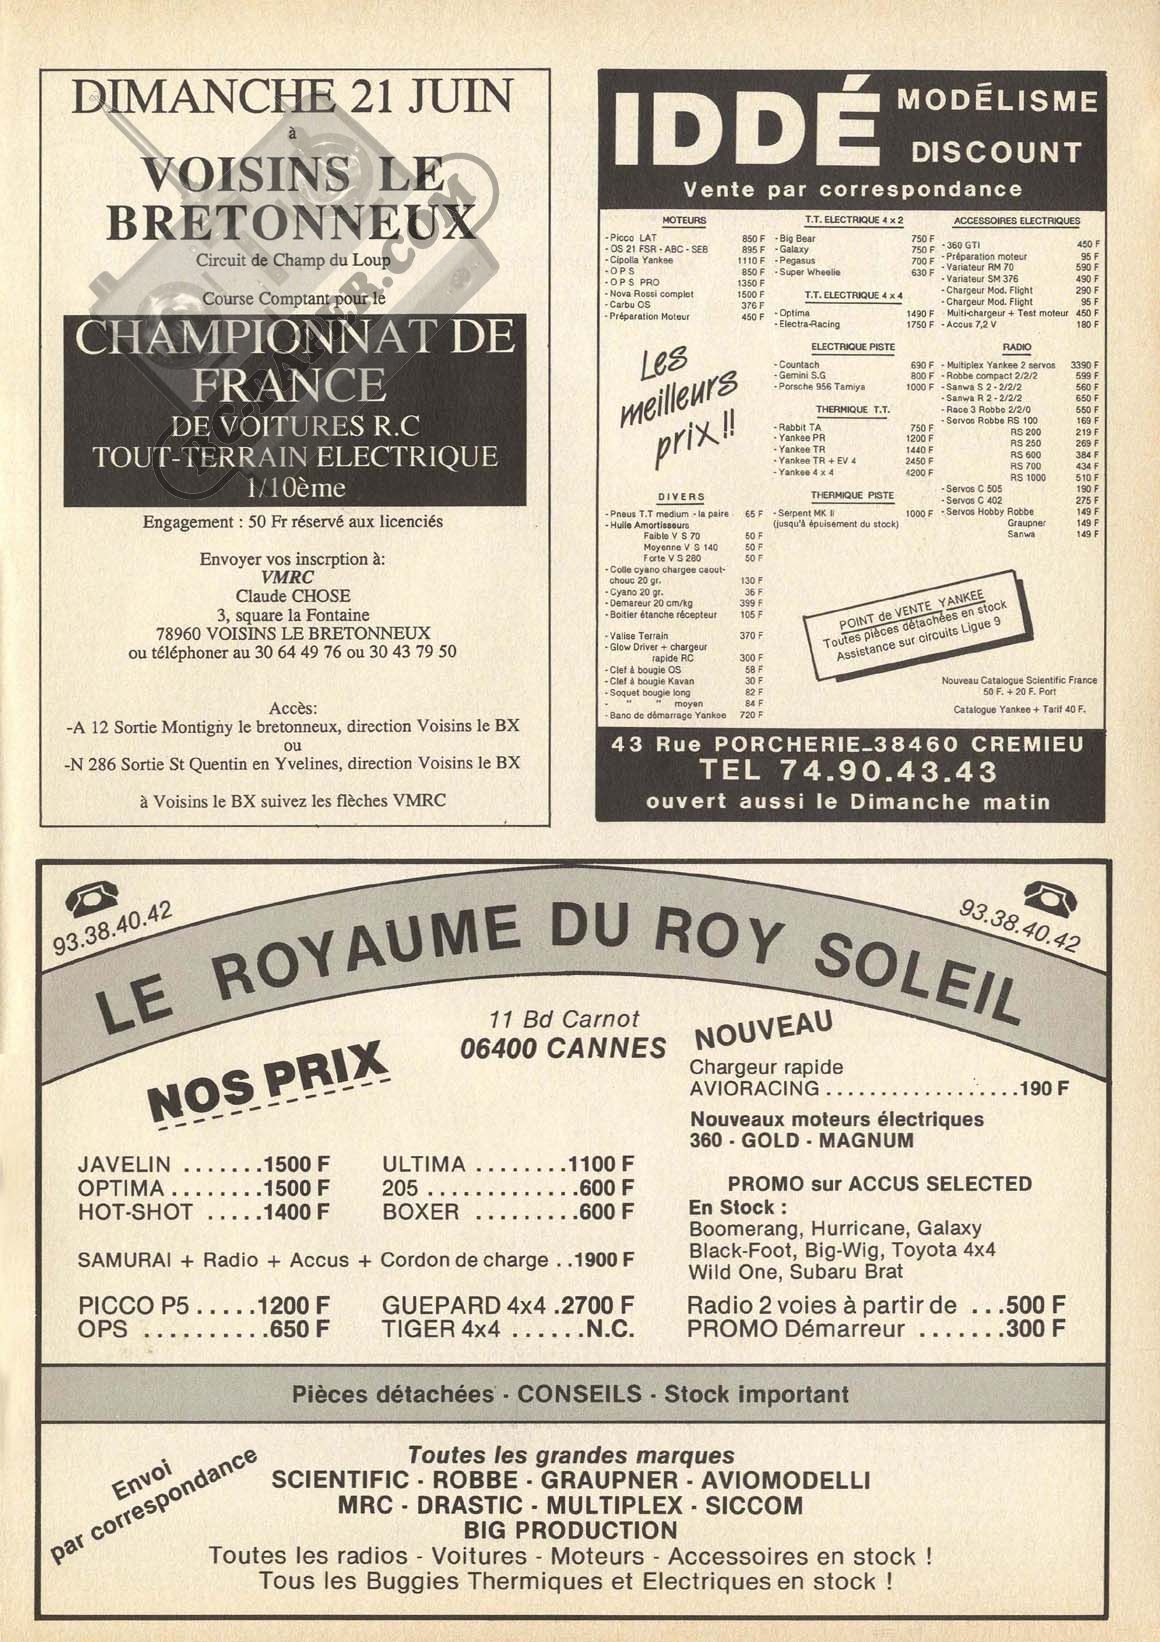 DIMANCHE 21 JUIN
à
VOISINS LE
BRETONNEUX
Circuit de Champ du Loup
Course Comptant pour le
CHAMPIONNAT DE
FRANCE
DE VOITURES R.C
TOUT-TERRAIN ELECTRIQUE
1/10ème
Engagement : 50 Fr réservé aux licenciés
Envoyer vos inscrption à:
VMRC
Claude CHOSE
3, square la Fontaine
78960 VOISINS LE BRETONNEUX
ou téléphoner au 30 64 49 76 ou 30 43 79 50
Accès:
-A 12 Sortie Montigny le bretonneux, direction Voisins le BX
ou
-N 286 Sortie St Quentin en Yvelines, direction Voisins le BX
à Voisins le BX suivez les flèches VMRC
IDDÉ MODÉLISME
DISCOUNT
Vente par correspondance
MOTEURS
- Picco LAT 850 F
- OS 21 FSR - ABC - SEB 895 F
- Cipolla Yankee 1110 F
- O P S 850 F
- O P S PRO 1350 F
- Nova Rossi complet 1500 F
- Carbu OS 376 F
- Préparation Moteur 450 F
Les
meilleurs
prix !!
DIVERS
- Pneus T.T medium - la paire 65 F
- Huile Amortisseurs
Faible V S 70 50 F
Moyenne V S 140 50 F
Forte V S 280 50 F
- Colle cyano chargee caout-
chouc 20 gr. 130 F
- Cyano 20 gr. 36 F
- Demareur 20 cm/kg 399 F
- Boitier étanche récepteur 105 F
- Valise Terrain 370 F
- Glow Driver + chargeur
rapide RC 300 F
- Clef à bougie OS 58 F
- Clef à bougie Kavan 30 F
- Soquet bougie long 82 F
- " " moyen 84 F
- Banc de démarrage Yankee 720 F
T.T. ELECTRIQUE 4 x 2
- Big Bear 750 F
- Galaxy 750 F
- Pegasus 700 F
- Super Wheelie 630 F
T.T. ELECTRIQUE 4 x 4
- Optima 1490 F
- Electra-Racing 1750 F
ELECTRIQUE PISTE
- Countach 690 F
- Gemini S.G 800 F
- Porsche 956 Tamiya 1000 F
THERMIQUE T.T.
- Rabbit TA 750 F
- Yankee PR 1200 F
- Yankee TR 1440 F
- Yankee TR + EV 4 2450 F
- Yankee 4 x 4 4200 F
THERMIQUE PISTE
- Serpent MK II 1000 F
(jusqu'à épuisement du stock)
ACCESSOIRES ELECTRIQUES
- 360 GTI 450 F
- Préparation moteur 95 F
- Variateur RM 70 590 F
- Variateur SM 376 490 F
- Chargeur Mod. Flight 290 F
- Chargeur Mod. Flight 95 F
Multi-chargeur + Test moteur 450 F
- Accus 7,2 V 180 F
RADIO
- Multiplex Yankee 2 servos 3390 F
- Robbe compact 2/2/2 599 F
- Sanwa S 2 - 2/2/2 560 F
- Sanwa R 2 - 2/2/2 650 F
- Race 3 Robbe 2/2/0 550 F
- Servos Robbe RS 100 169 F
RS 200 219 F
RS 250 269 F
RS 600 384 F
RS 700 434 F
RS 1000 510 F
- Servos C 505 190 F
- Servos C 402 275 F
- Servos Hobby Robbe 149 F
Graupner 149 F
Sanwa 149 F
POINT de VENTE YANKEE
Toutes pièces détachées en stock
Assistance sur circuits Ligue 9
Nouveau Catalogue Scientific France
50 F. + 20 F. Port
Catalogue Yankee + Tarif 40 F.
43 Rue PORCHERIE_38460 CREMIEU
TEL 74.90.43.43
ouvert aussi le Dimanche matin
93.38.40.42
93.38.40.42
LE ROYAUME DU ROY SOLEIL
11 Bd Carnot
06400 CANNES
NOS PRIX
JAVELIN .......1500 F
OPTIMA ........1500 F
HOT-SHOT .....1400 F
ULTIMA ........1100 F
205 .............600 F
BOXER .........600 F
SAMURAI + Radio + Accus + Cordon de charge ..1900 F
PICCO P5 .....1200 F
OPS ..........650 F
GUEPARD 4x4 .2700 F
TIGER 4x4 ......N.C.
NOUVEAU
Chargeur rapide
AVIORACING ..................190 F
Nouveaux moteurs électriques
360 - GOLD - MAGNUM
PROMO sur ACCUS SELECTED
En Stock :
Boomerang, Hurricane, Galaxy
Black-Foot, Big-Wig, Toyota 4x4
Wild One, Subaru Brat
Radio 2 voies à partir de ...500 F
PROMO Démarreur .......300 F
Pièces détachées - CONSEILS - Stock important
Envoi
par correspondance
Toutes les grandes marques
SCIENTIFIC - ROBBE - GRAUPNER - AVIOMODELLI
MRC - DRASTIC - MULTIPLEX - SICCOM
BIG PRODUCTION
Toutes les radios - Voitures - Moteurs - Accessoires en stock !
Tous les Buggies Thermiques et Electriques en stock !